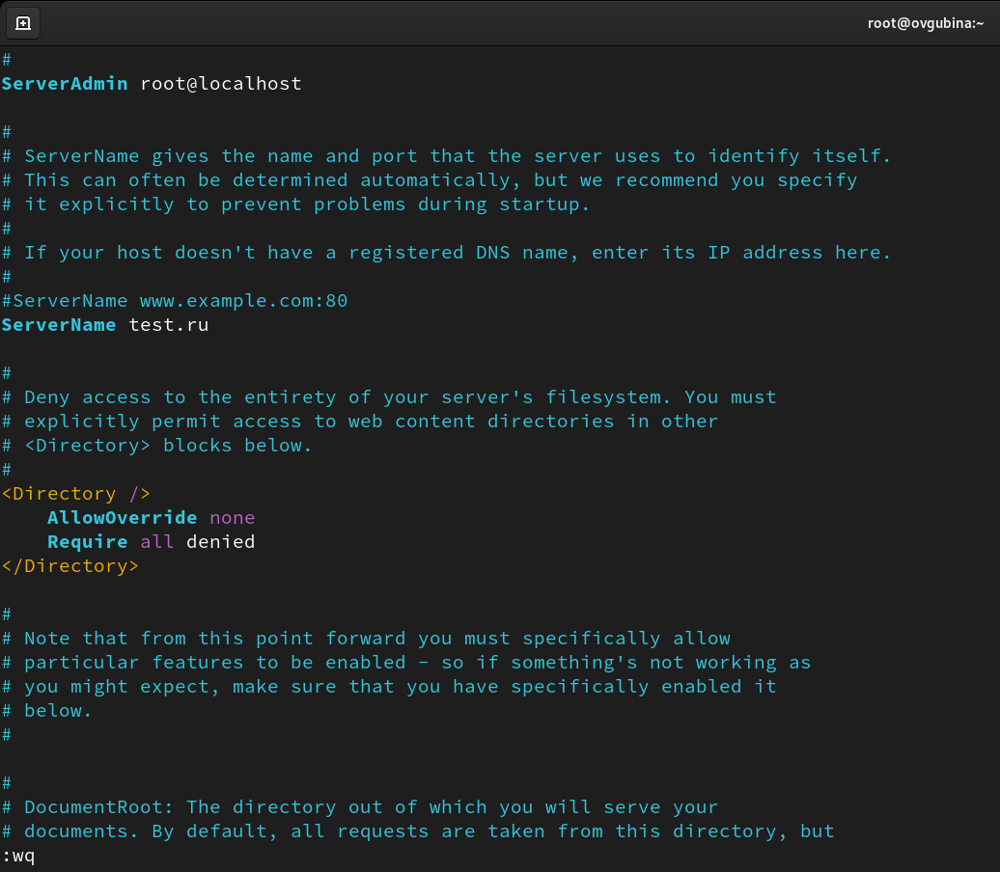 root@ovgubina:~
#
ServerAdmin root@localhost
#
# ServerName gives the name and port that the server uses to identify itself.
# This can often be determined automatically, but we recommend you specify
# it explicitly to prevent problems during startup.
#
# If your host doesn't have a registered DNS name, enter its IP address here.
#
#ServerName www.example.com:80
ServerName test.ru
#
# Deny access to the entirety of your server's filesystem. You must
# explicitly permit access to web content directories in other
# <Directory> blocks below.
#
<Directory />
    AllowOverride none
    Require all denied
</Directory>
#
# Note that from this point forward you must specifically allow
# particular features to be enabled - so if something's not working as
# you might expect, make sure that you have specifically enabled it
# below.
#
#
# DocumentRoot: The directory out of which you will serve your
# documents. By default, all requests are taken from this directory, but
:wq